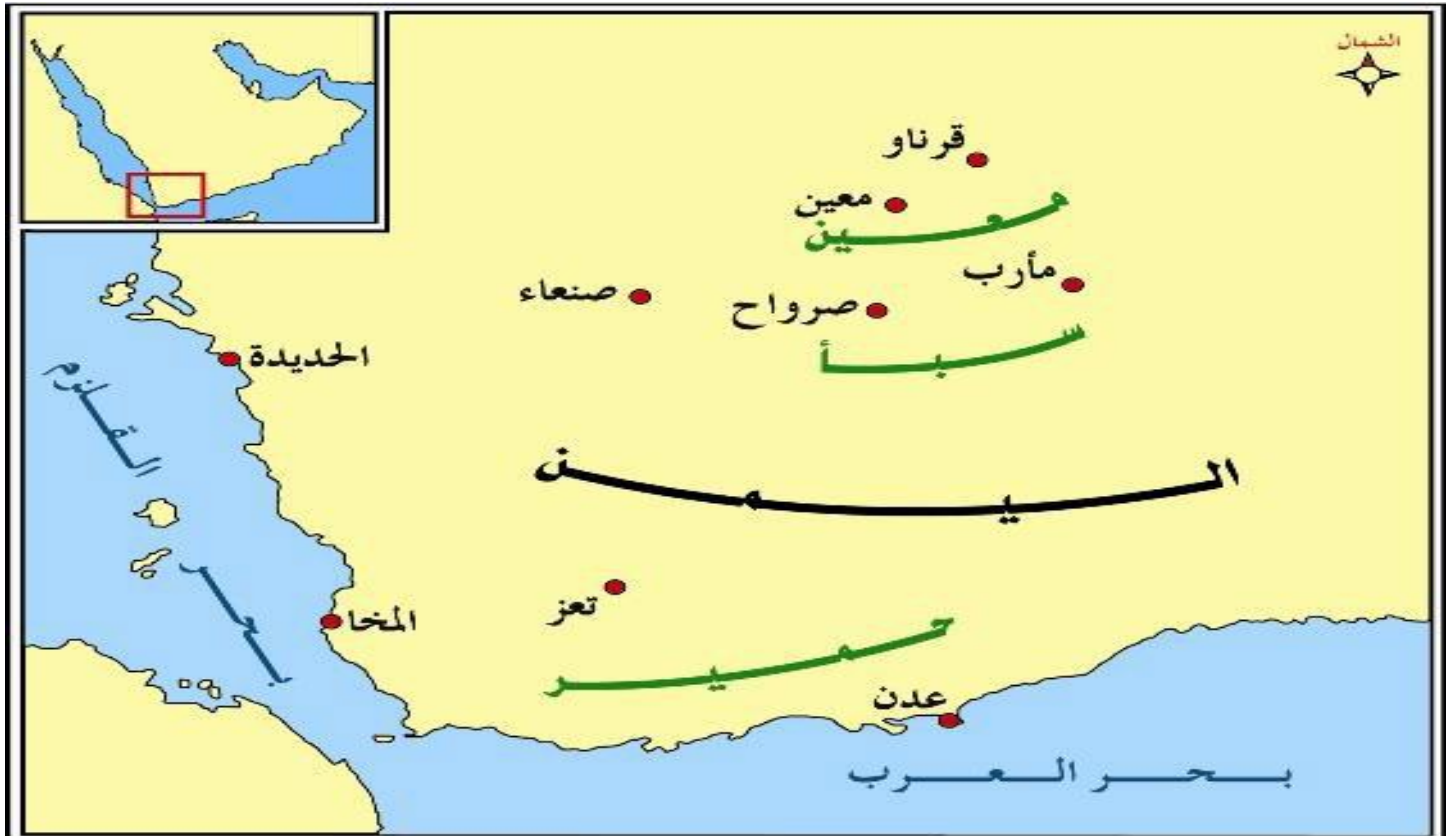 الشمال
قرناو
معين
معين
مأرب
صنعاء
صرواح
سبأ
الحديدة
بحر القلزم
اليمن
تعز
المخا
حمير
عدن
بحر العرب